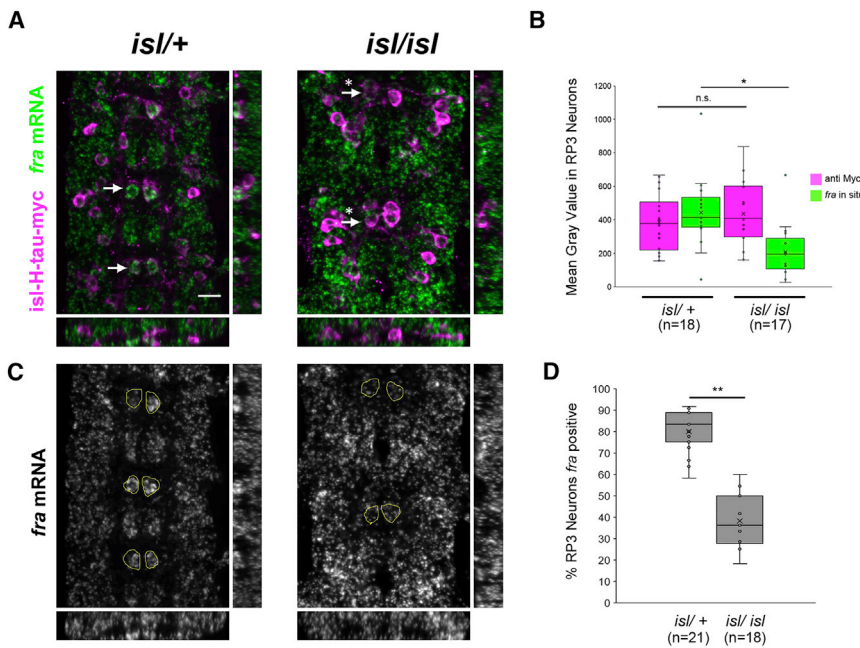 A
isl/+
isl/isl
isl-H-tau-myc fra mRNA
*
*
B
Mean Gray Value in RP3 Neurons
1200
1000
800
600
400
200
0
n.s.
*
anti Myc
fra in situ
isl/ +
(n=18)
isl/ isl
(n=17)
C
fra mRNA
D
% RP3 Neurons fra positive
100
90
80
70
60
50
40
30
20
10
0
**
isl/ +
(n=21)
isl/ isl
(n=18)